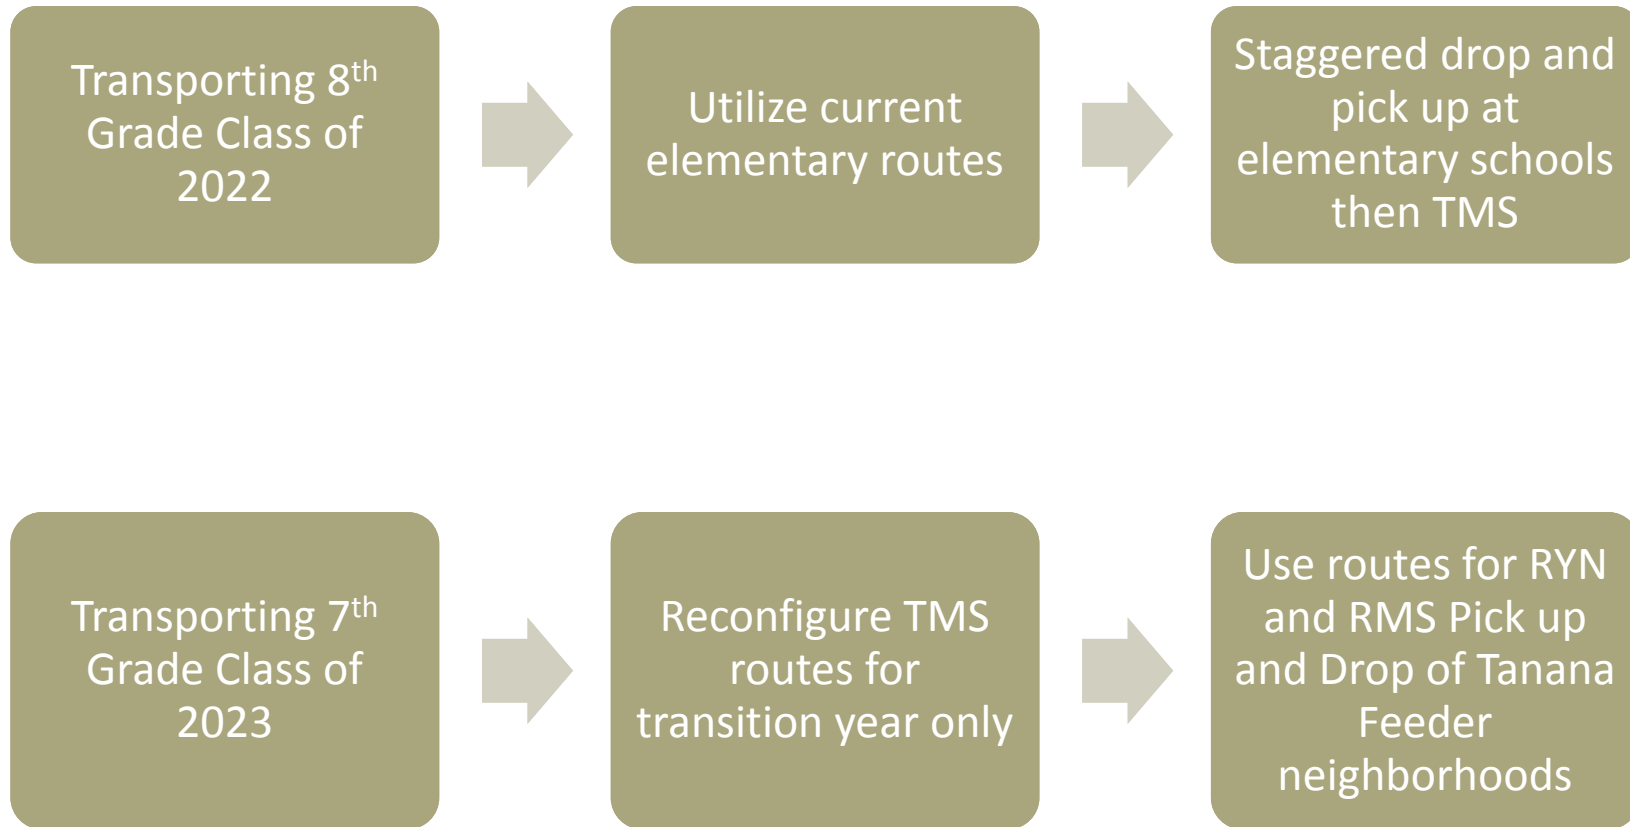 Transporting 8th
Grade Class of
2022
Utilize current
elementary routes
Staggered drop and
pick up at
elementary schools
then TMS
Transporting 7th
Grade Class of
2023
Reconfigure TMS
routes for
transition year only
Use routes for RYN
and RMS Pick up
and Drop of Tanana
Feeder
neighborhoods